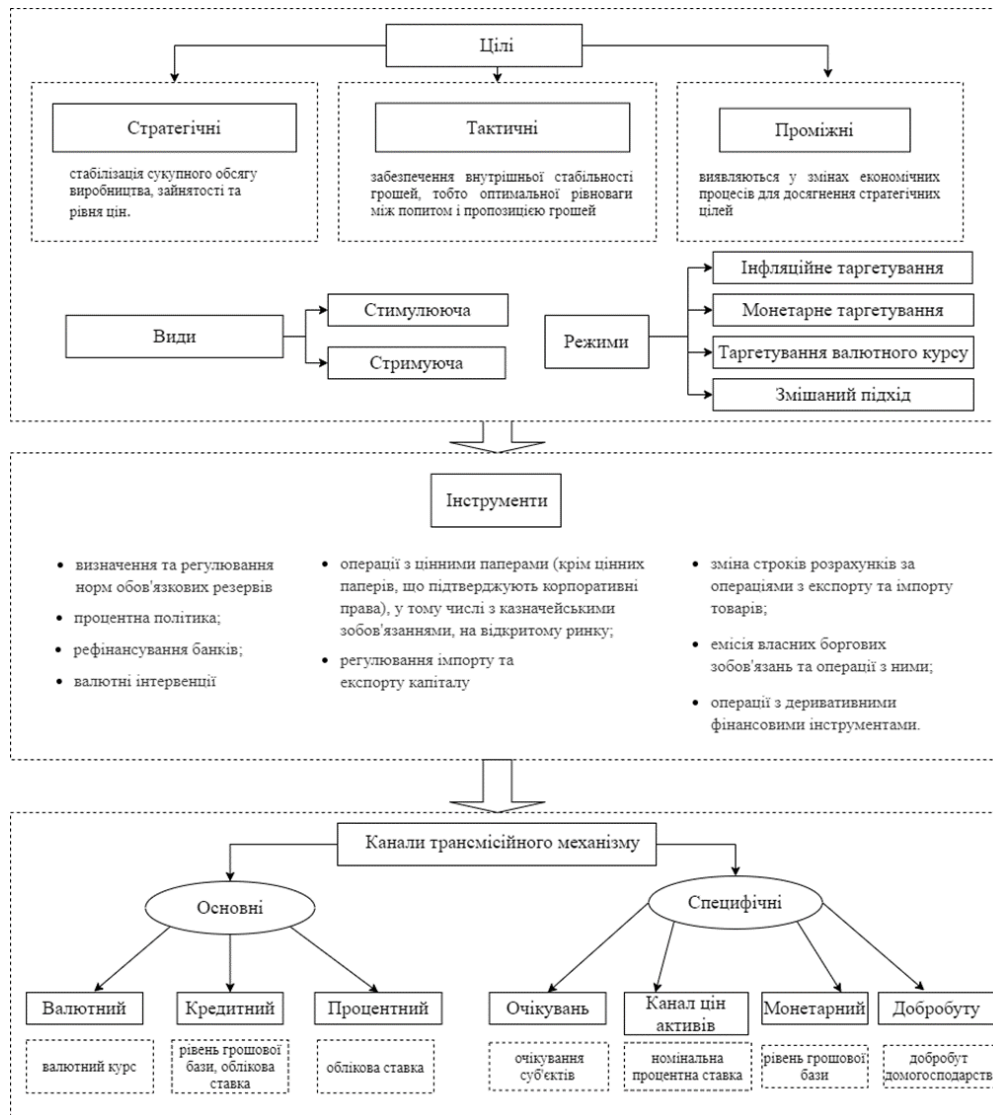 Цілі
Стратегічні
стабілізація сукупного обсягу
виробництва, зайнятості та
рівня цін.
Тактичні
забезпечення внутрішньої стабільності
грошей, тобто оптимальної рівноваги
між попитом і пропозицією грошей
Проміжні
виявляються у змінах економічних
процесів для досягнення стратегічних
цілей
Види
Стимулююча
Стримуюча
Режими
Інфляційне таргетування
Монетарне таргетування
Таргетування валютного курсу
Змішаний підхід
Інструменти
• визначення та регулювання
норм обов'язкових резервів
• процентна політика;
• рефінансування банків;
• валютні інтервенції
• операції з цінними паперами (крім цінних
паперів, що підтверджують корпоративні
права), у тому числі з казначейськими
зобов'язаннями, на відкритому ринку;
• регулювання імпорту та
експорту капіталу
• зміна строків розрахунків за
операціями з експорту та імпорту
товарів;
• емісія власних боргових
зобов'язань та операції з ними;
• операції з деривативними
фінансовими інструментами.
Канали трансмісійного механізму
Основні
Специфічні
Валютний
Кредитний
Процентний
Очікувань
Канал цін
активів
Монетарний
Добробуту
валютний курс
рівень грошової
бази, облікова
ставка
облікова ставка
очікування
суб'єктів
номінальна
процентна ставка
рівень грошової
бази
добробут
домогосподарств